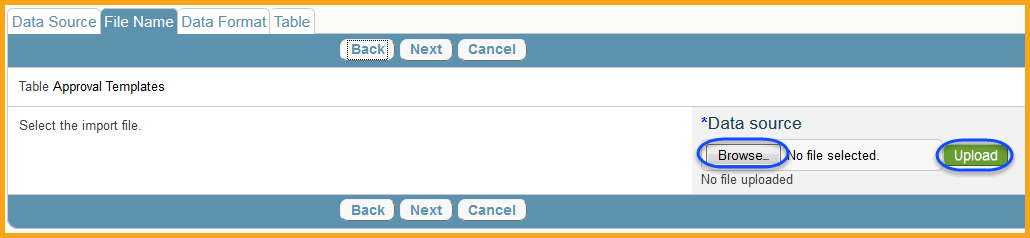 Data Source File Name Data Format Table
Back Next Cancel
Table Approval Templates
Select the import file.
*Data source
Browse... No file selected. Upload
No file uploaded
Back Next Cancel